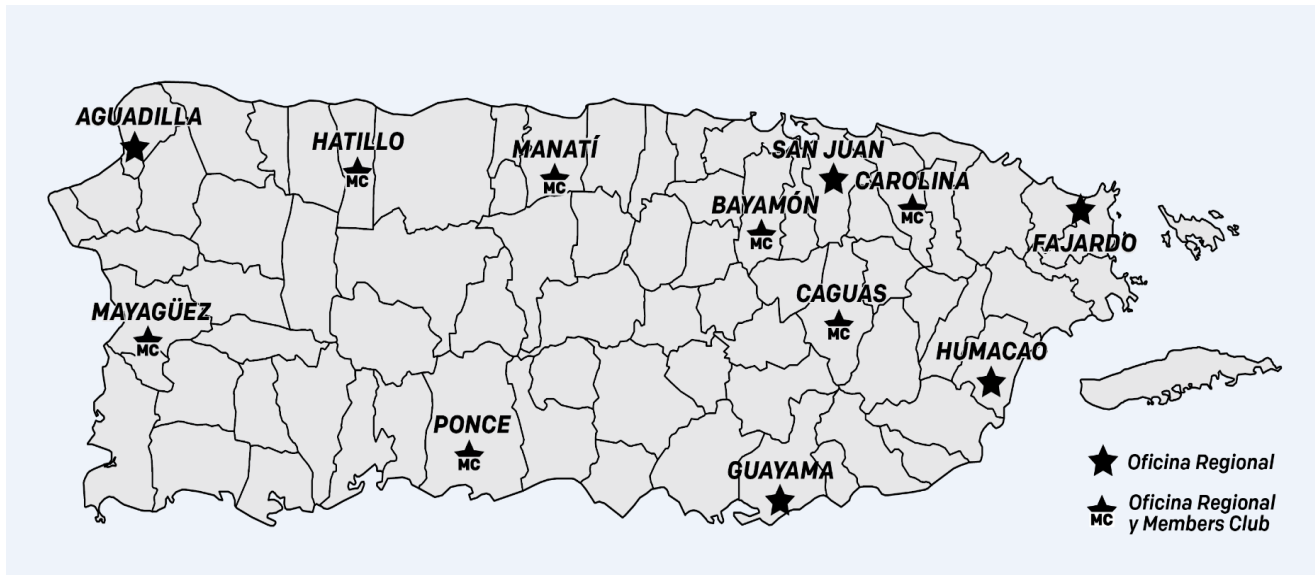 AGUADILLA
HATILLO
MC
MANATÍ
MC
SAN JUAN
CAROLINA
MC
BAYAMÓN
MC
FAJARDO
MAYAGÜEZ
MC
CAGUAS
MC
HUMACAO
PONCE
MC
GUAYAMA
Oficina Regional
MC
Oficina Regional
y Members Club